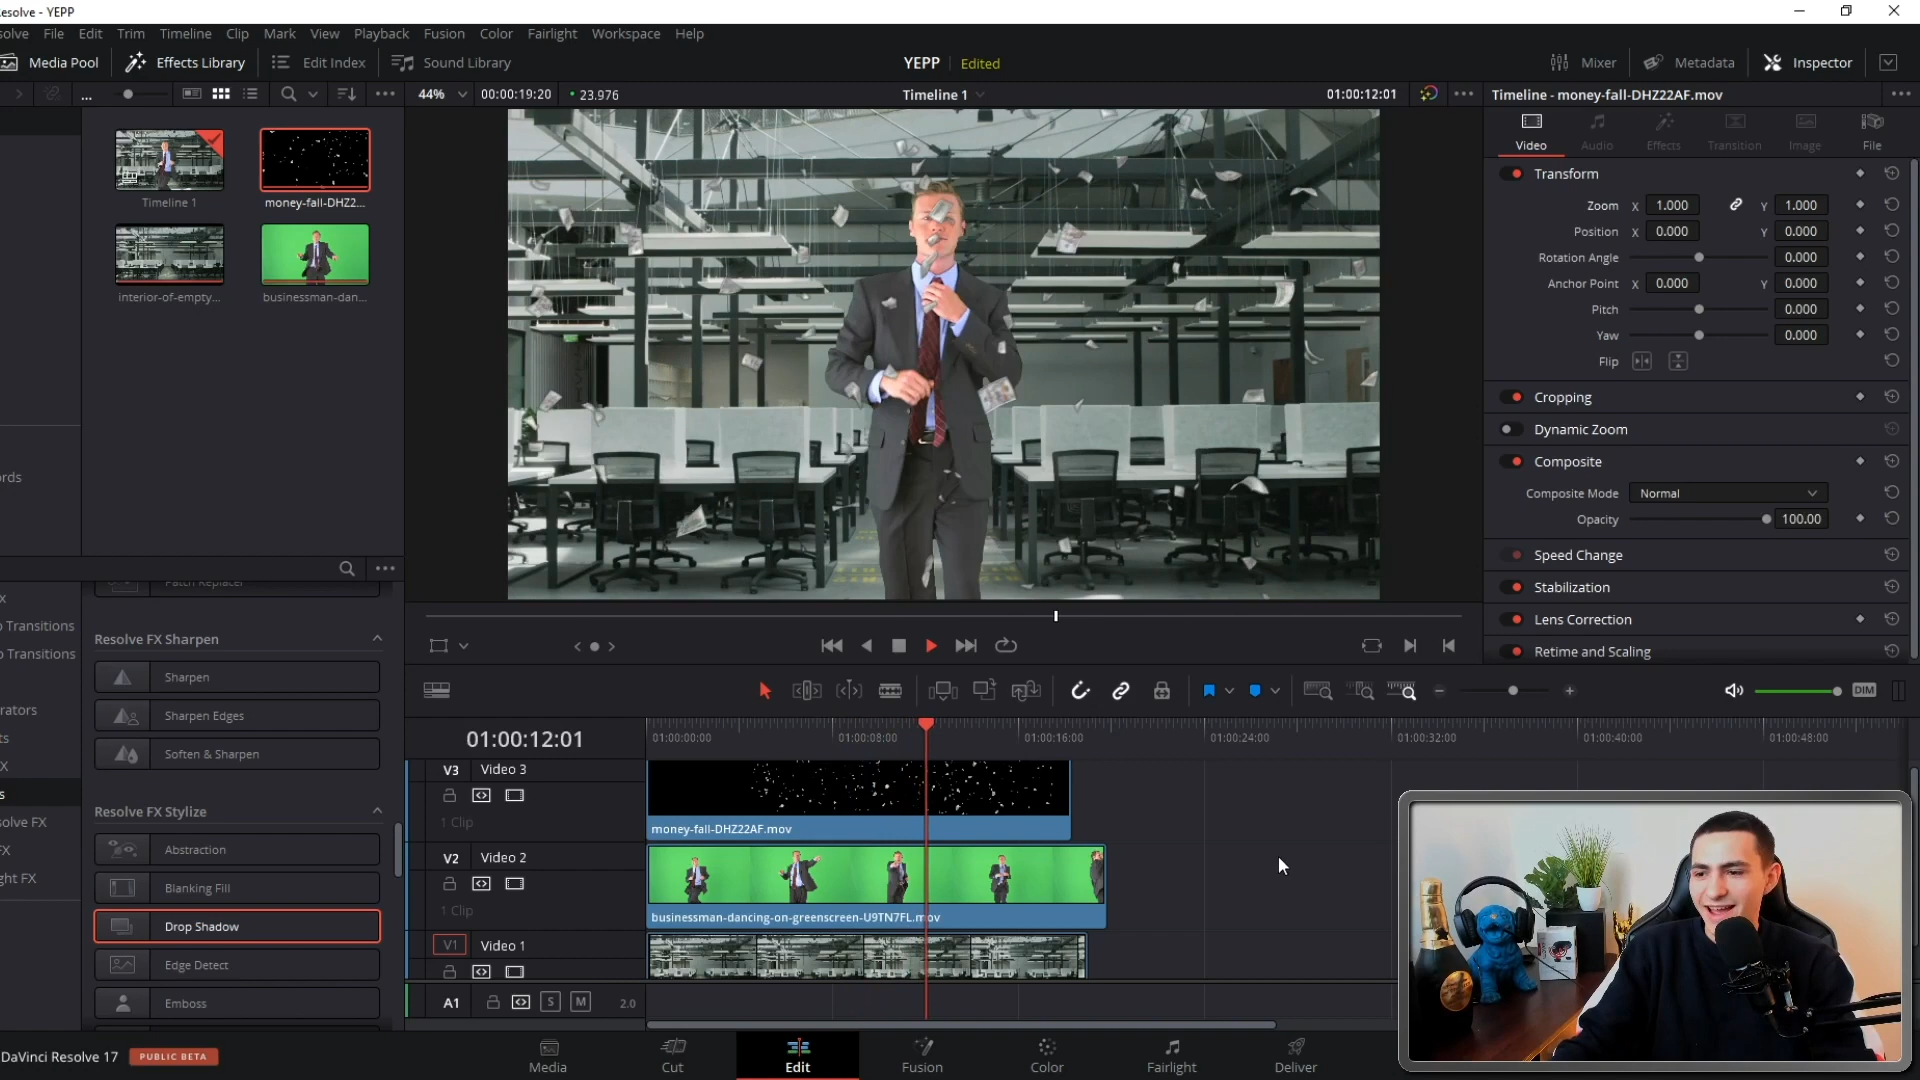 esolve - YEPP
solve File Edit Trim Timeline Clip Mark View Playback Fusion Color Fairlight Workspace Help
Media Pool Effects Library Edit Index Sound Library YEPP Edited Mixer Metadata Inspector
... 44% 00:00:19:20 23.976 Timeline 1 01:00:12:01 Timeline - money-fall-DHZ22AF.mov
Video Audio Effects Transition Image File
Timeline 1 money-fall-DHZ2...
interior-of-empty... businessman-dan...
Transform
Zoom X 1.000 Y 1.000
Position X 0.000 Y 0.000
Rotation Angle 0.000
Anchor Point X 0.000 Y 0.000
Pitch 0.000
Yaw 0.000
Flip
Cropping
Dynamic Zoom
Composite
Composite Mode Normal
Opacity 100.00
Speed Change
Stabilization
Lens Correction
Retime and Scaling
ords
x
o Transitions
o Transitions
rators
ts
X
s
solve FX
FX
ght FX
Patch Replacer
Resolve FX Sharpen
Sharpen
Sharpen Edges
Soften & Sharpen
Resolve FX Stylize
Abstraction
Blanking Fill
Drop Shadow
Edge Detect
Emboss
DIM
01:00:12:01 01:00:00:00 01:00:08:00 01:00:16:00 01:00:24:00 01:00:32:00 01:00:40:00 01:00:48:00
V3 Video 3
1 Clip
money-fall-DHZ22AF.mov
V2 Video 2
1 Clip
businessman-dancing-on-greenscreen-U9TN7FL.mov
V1 Video 1
A1 S M 2.0
DaVinci Resolve 17 PUBLIC BETA
Media Cut Edit Fusion Color Fairlight Deliver